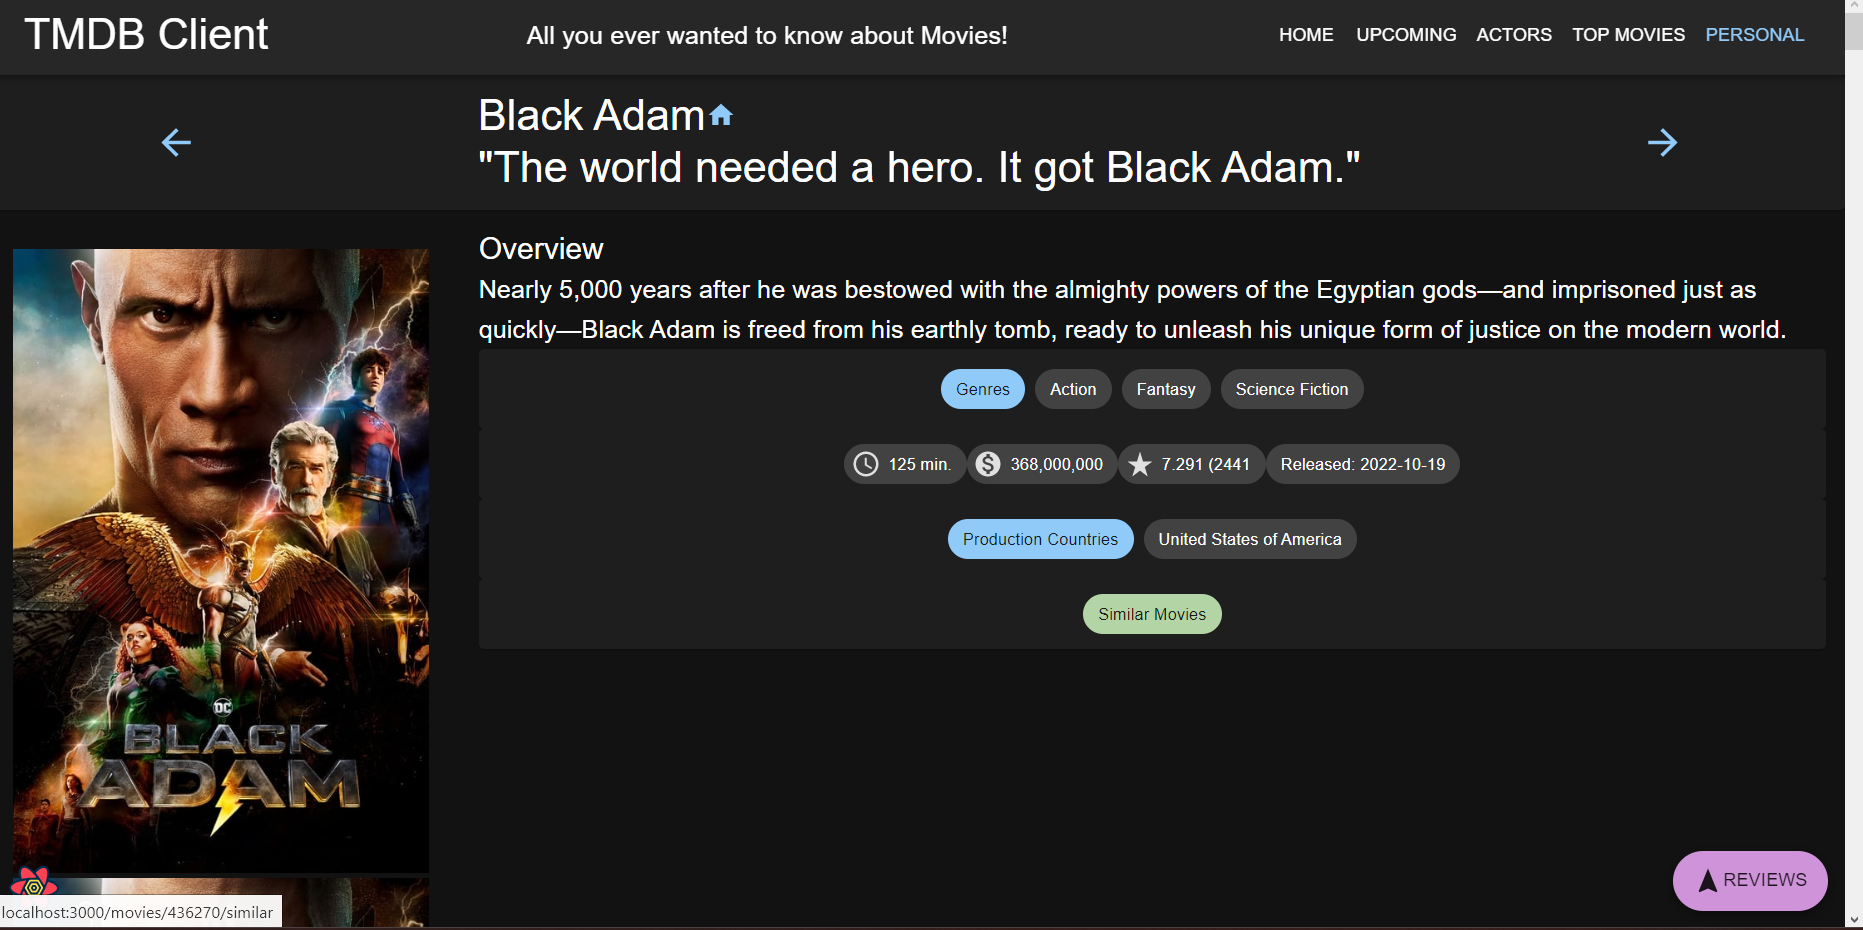 TMDB Client
All you ever wanted to know about Movies!
HOME UPCOMING ACTORS TOP MOVIES PERSONAL
Black Adam
"The world needed a hero. It got Black Adam."
Overview
Nearly 5,000 years after he was bestowed with the almighty powers of the Egyptian gods—and imprisoned just as
quickly—Black Adam is freed from his earthly tomb, ready to unleash his unique form of justice on the modern world.
Genres Action Fantasy Science Fiction
125 min. 368,000,000 7.291 (2441 Released: 2022-10-19
Production Countries United States of America
Similar Movies
DC
BLACK
ADAM
REVIEWS
localhost:3000/movies/436270/similar